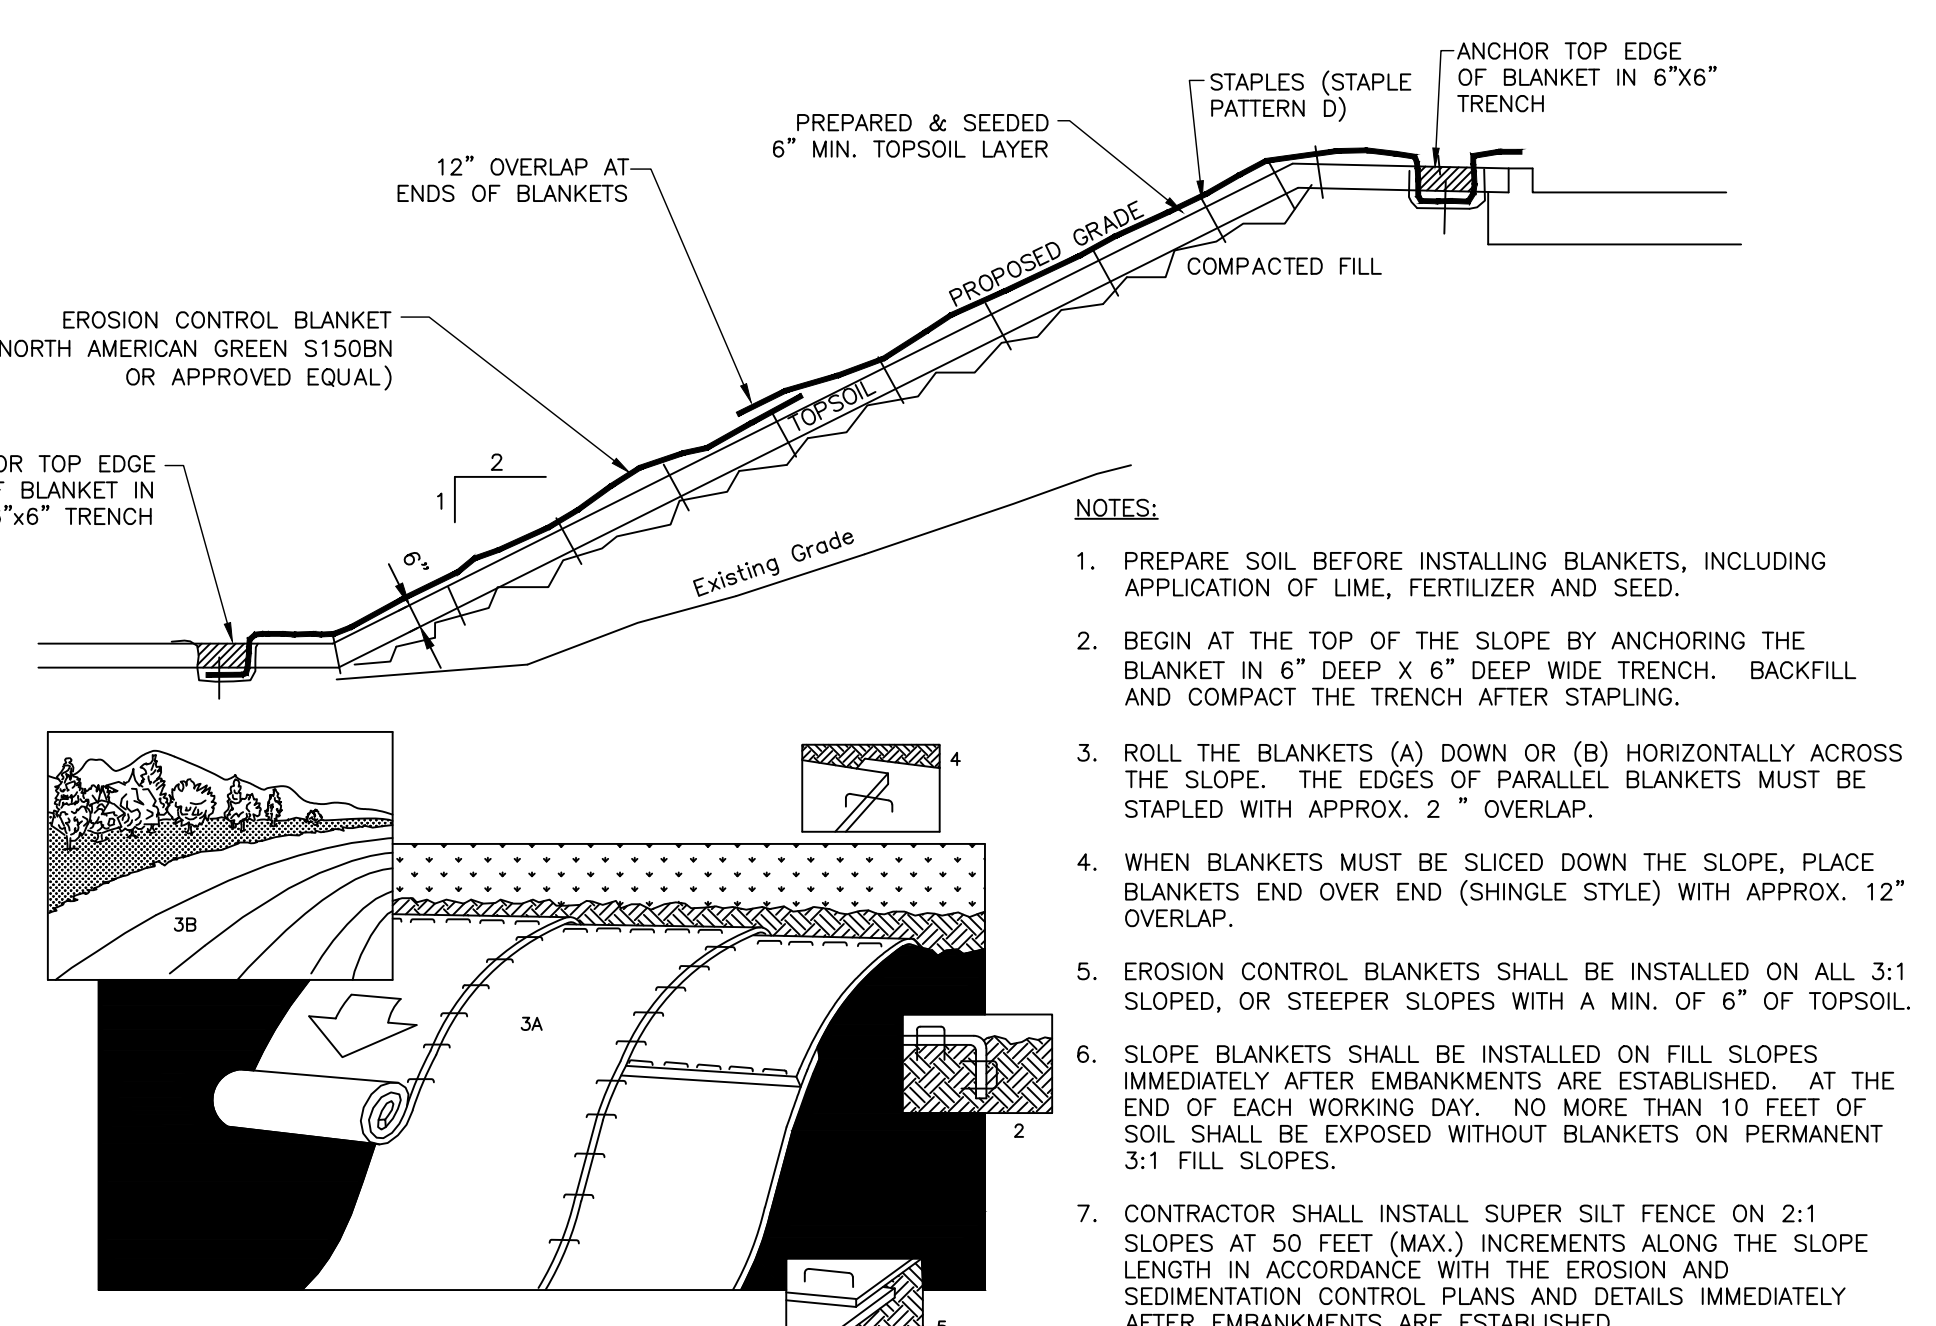 ANCHOR TOP EDGE
OF BLANKET IN 6"X6"
TRENCH
STAPLES (STAPLE
PATTERN D)
PREPARED & SEEDED
6" MIN. TOPSOIL LAYER
12" OVERLAP AT
ENDS OF BLANKETS
PROPOSED GRADE
COMPACTED FILL
EROSION CONTROL BLANKET
NORTH AMERICAN GREEN S150BN
OR APPROVED EQUAL)
TOPSOIL
TOP EDGE
BLANKET IN
"x6" TRENCH
2
1
6"
Existing Grade
NOTES:
1. PREPARE SOIL BEFORE INSTALLING BLANKETS, INCLUDING
APPLICATION OF LIME, FERTILIZER AND SEED.
2. BEGIN AT THE TOP OF THE SLOPE BY ANCHORING THE
BLANKET IN 6" DEEP X 6" DEEP WIDE TRENCH. BACKFILL
AND COMPACT THE TRENCH AFTER STAPLING.
3. ROLL THE BLANKETS (A) DOWN OR (B) HORIZONTALLY ACROSS
THE SLOPE. THE EDGES OF PARALLEL BLANKETS MUST BE
STAPLED WITH APPROX. 2 " OVERLAP.
4. WHEN BLANKETS MUST BE SLICED DOWN THE SLOPE, PLACE
BLANKETS END OVER END (SHINGLE STYLE) WITH APPROX. 12"
OVERLAP.
5. EROSION CONTROL BLANKETS SHALL BE INSTALLED ON ALL 3:1
SLOPED, OR STEEPER SLOPES WITH A MIN. OF 6" OF TOPSOIL.
6. SLOPE BLANKETS SHALL BE INSTALLED ON FILL SLOPES
IMMEDIATELY AFTER EMBANKMENTS ARE ESTABLISHED. AT THE
END OF EACH WORKING DAY. NO MORE THAN 10 FEET OF
SOIL SHALL BE EXPOSED WITHOUT BLANKETS ON PERMANENT
3:1 FILL SLOPES.
7. CONTRACTOR SHALL INSTALL SUPER SILT FENCE ON 2:1
SLOPES AT 50 FEET (MAX.) INCREMENTS ALONG THE SLOPE
LENGTH IN ACCORDANCE WITH THE EROSION AND
SEDIMENTATION CONTROL PLANS AND DETAILS IMMEDIATELY
AFTER EMBANKMENTS ARE ESTABLISHED
4
3B
3A
2
5